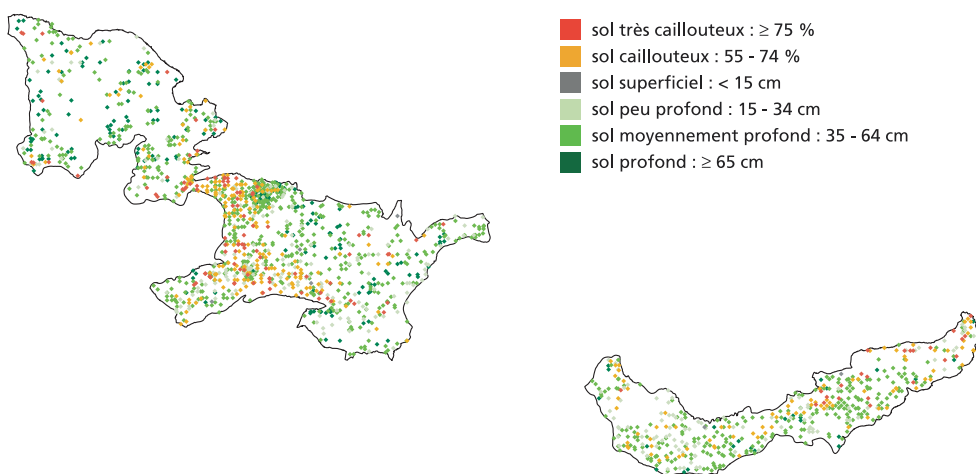 sol très caillouteux : ≥ 75 %
sol caillouteux : 55 - 74 %
sol superficiel : < 15 cm
sol peu profond : 15 - 34 cm
sol moyennement profond : 35 - 64 cm
sol profond : ≥ 65 cm